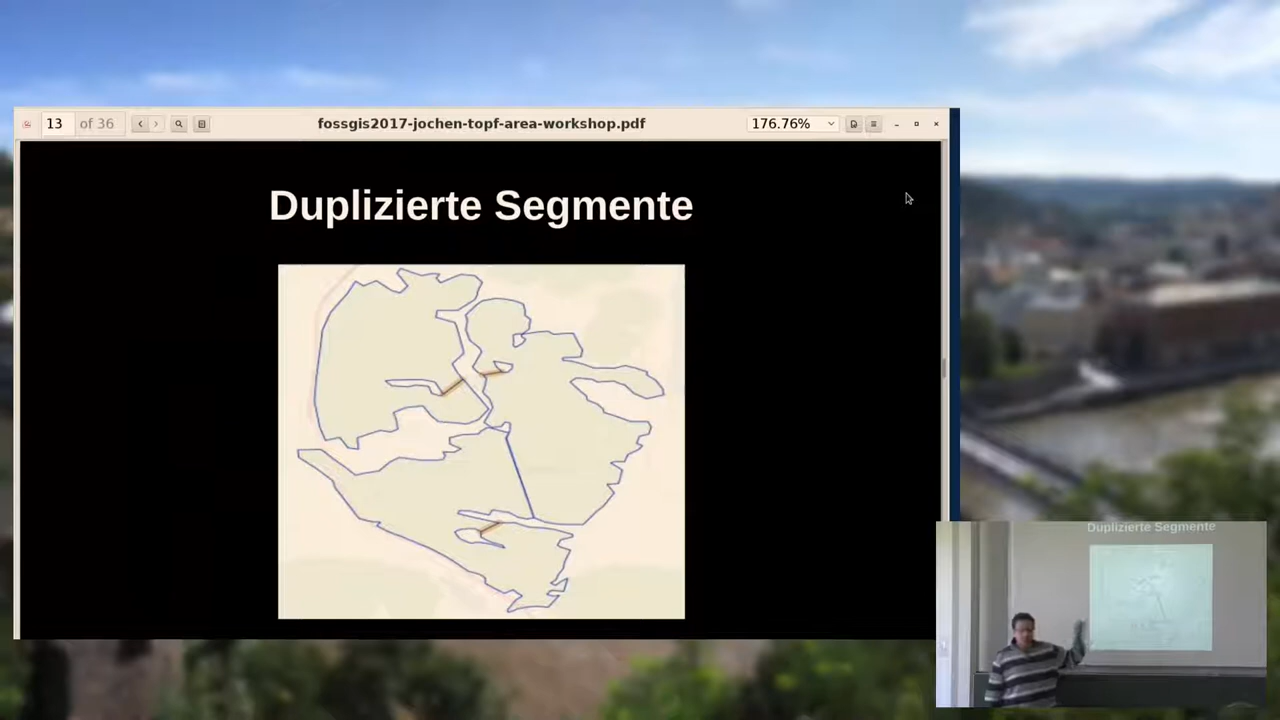 13 of 36
fossgis2017-jochen-topf-area-workshop.pdf
176.76%
Duplizierte Segmente
Duplizierte Segmente